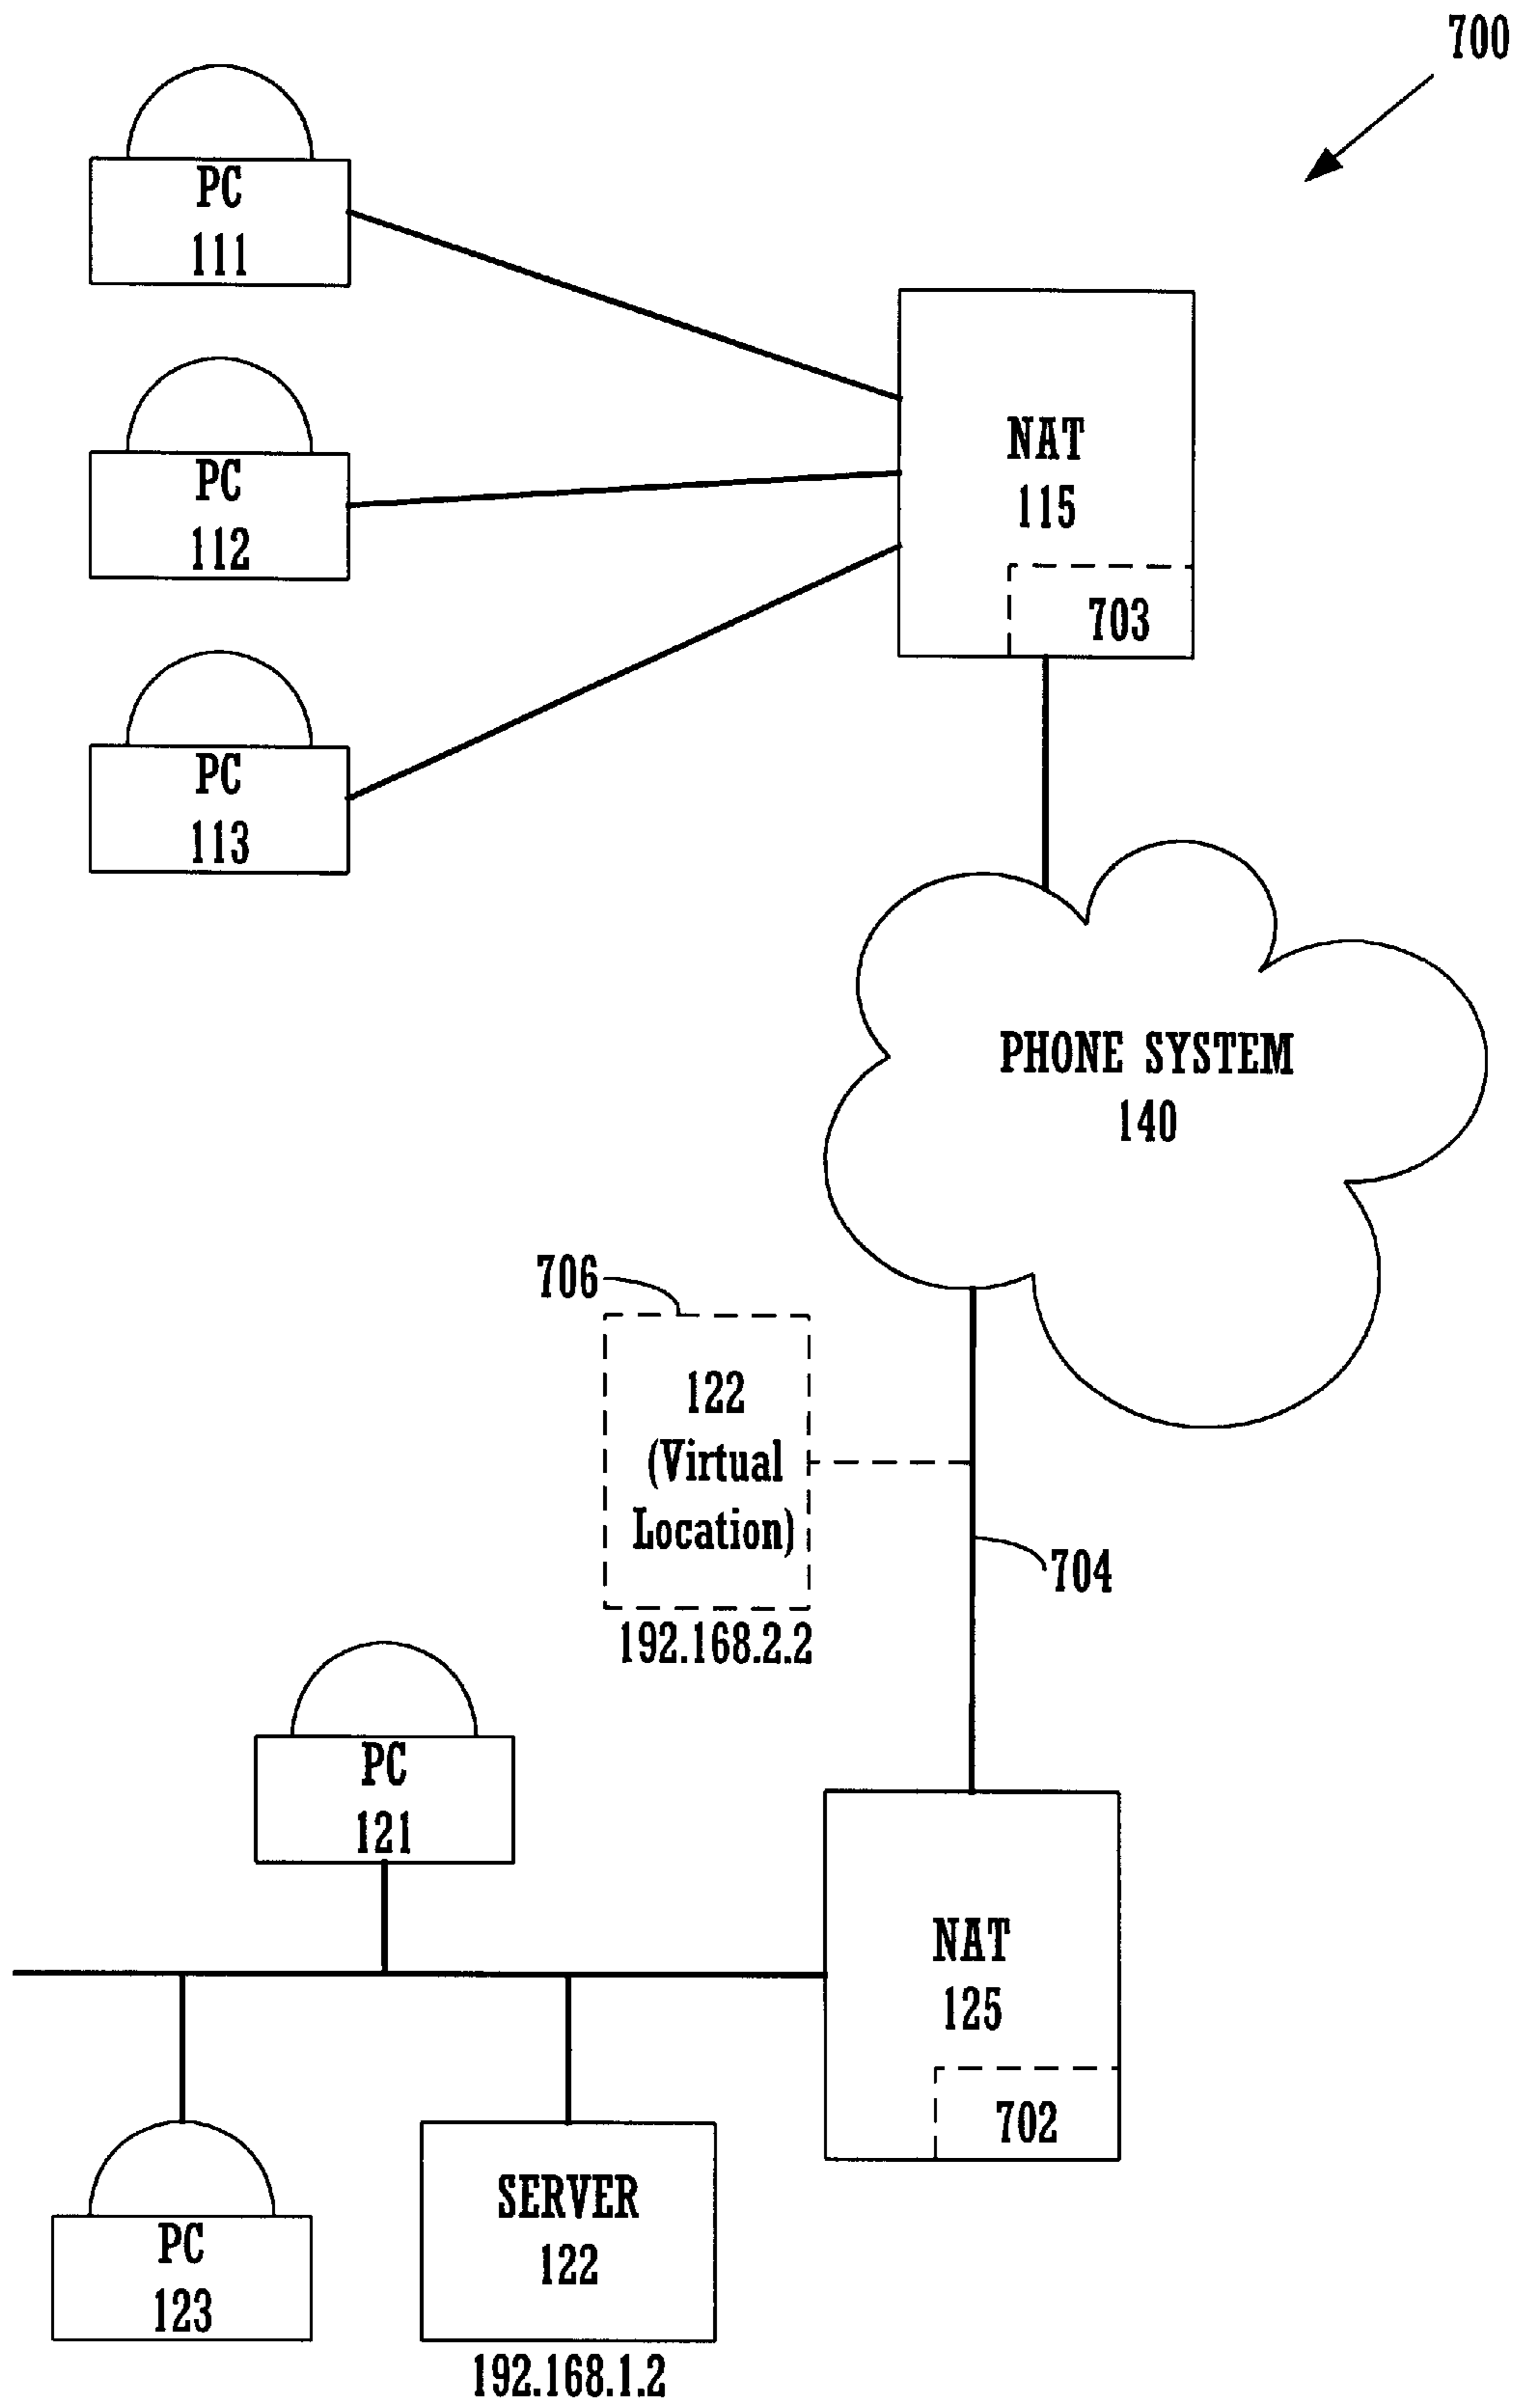 700
PC
111
PC
112
PC
113
NAT
115
703
PHONE SYSTEM
140
706
122
(Virtual
Location)
192.168.2.2
704
PC
121
NAT
125
702
PC
123
SERVER
122
192.168.1.2